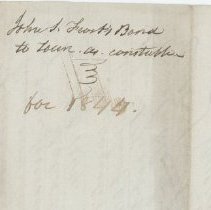 John S. Scott's Bond
to town as constable
for 1844.